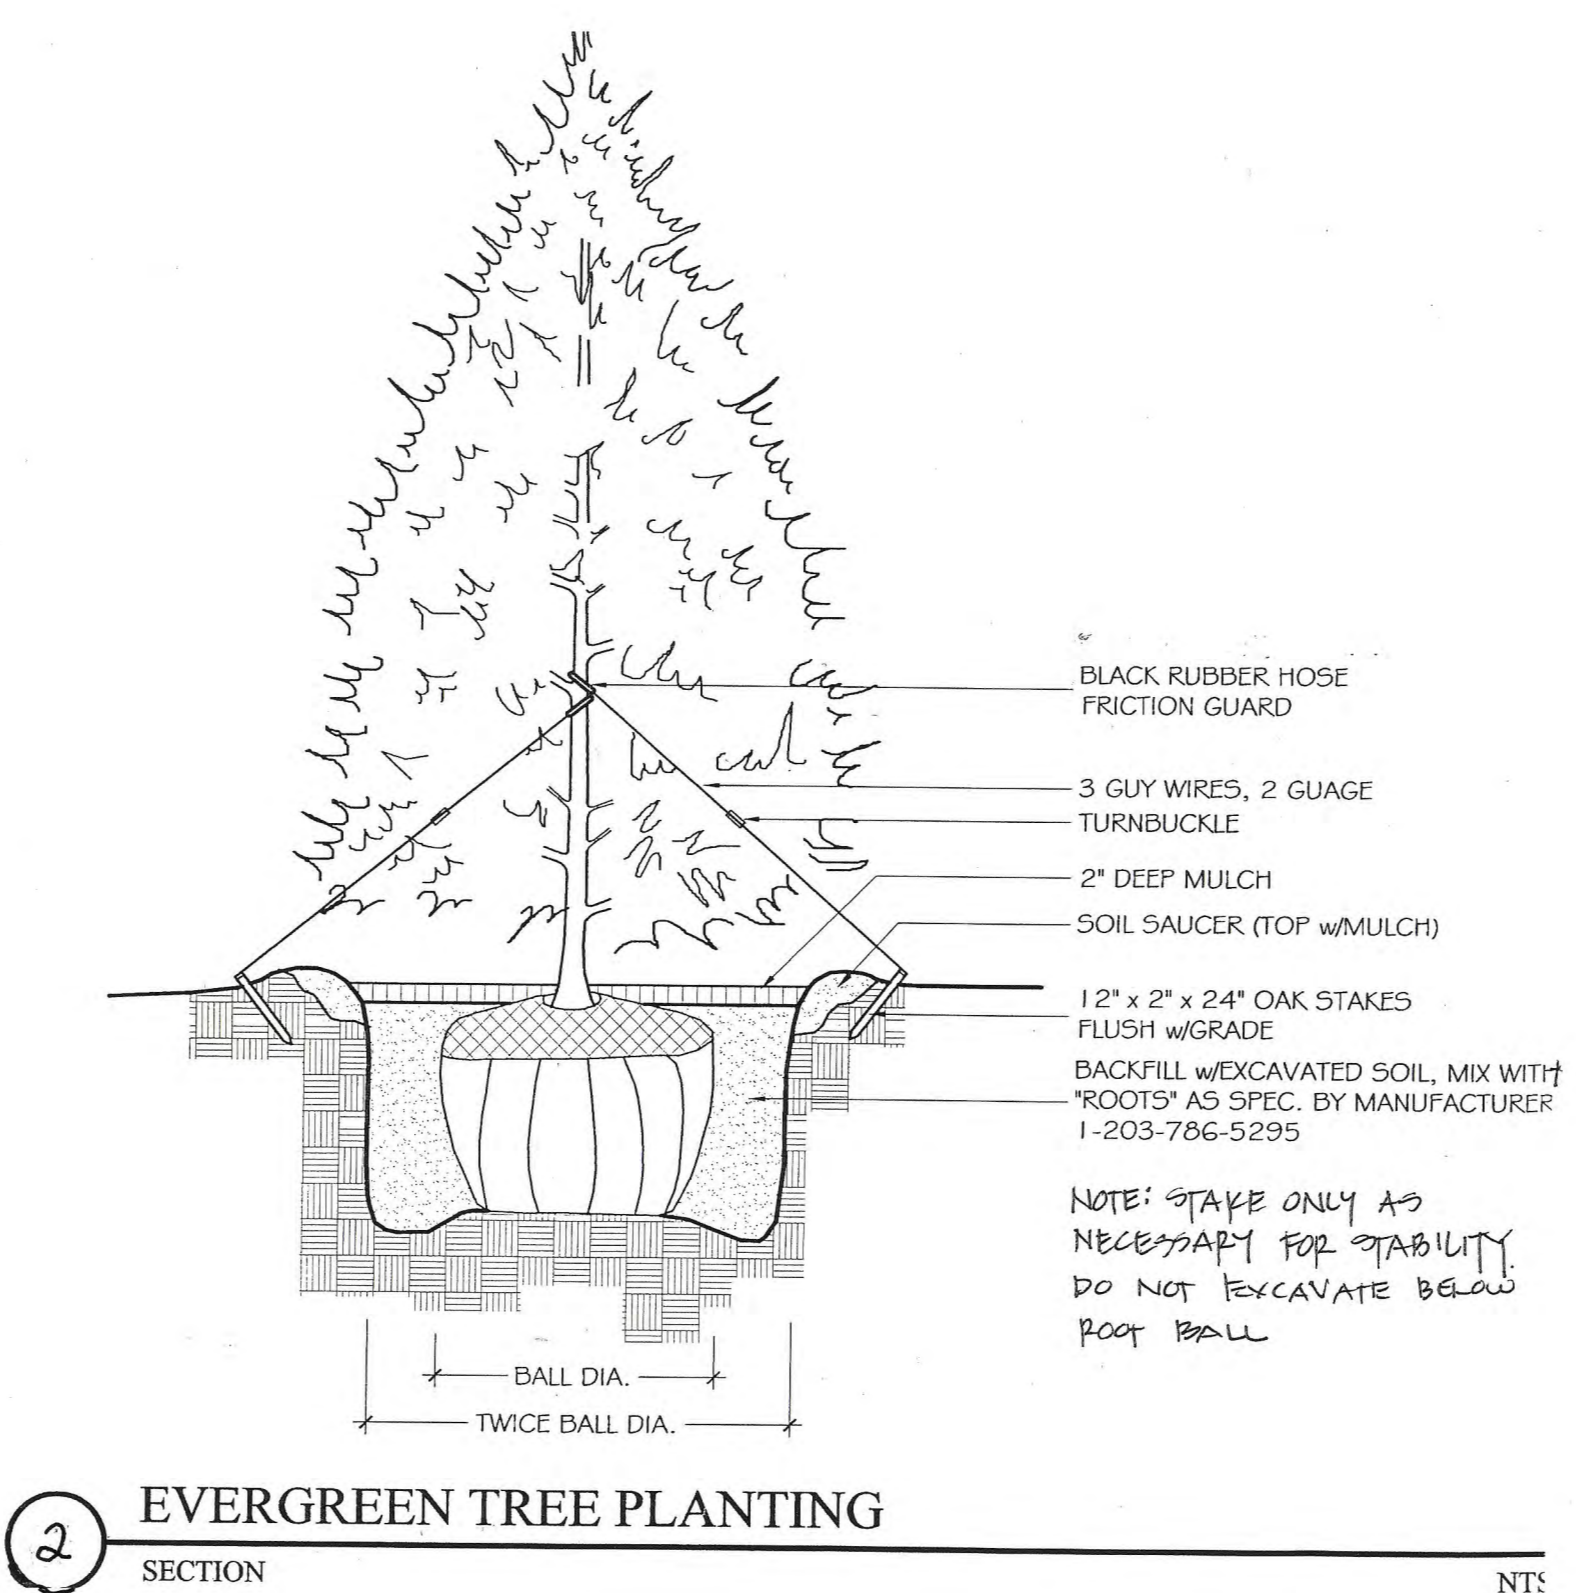 BLACK RUBBER HOSE
FRICTION GUARD
3 GUY WIRES, 2 GUAGE
TURNBUCKLE
2" DEEP MULCH
SOIL SAUCER (TOP w/MULCH)
12" x 2" x 24" OAK STAKES
FLUSH w/GRADE
BACKFILL w/EXCAVATED SOIL, MIX WITH
"ROOTS" AS SPEC. BY MANUFACTURER
1-203-786-5295
NOTE: STAKE ONLY AS
NECESSARY FOR STABILITY.
DO NOT EXCAVATE BELOW
ROOT BALL
BALL DIA.
TWICE BALL DIA.
2
EVERGREEN TREE PLANTING
SECTION
NTS